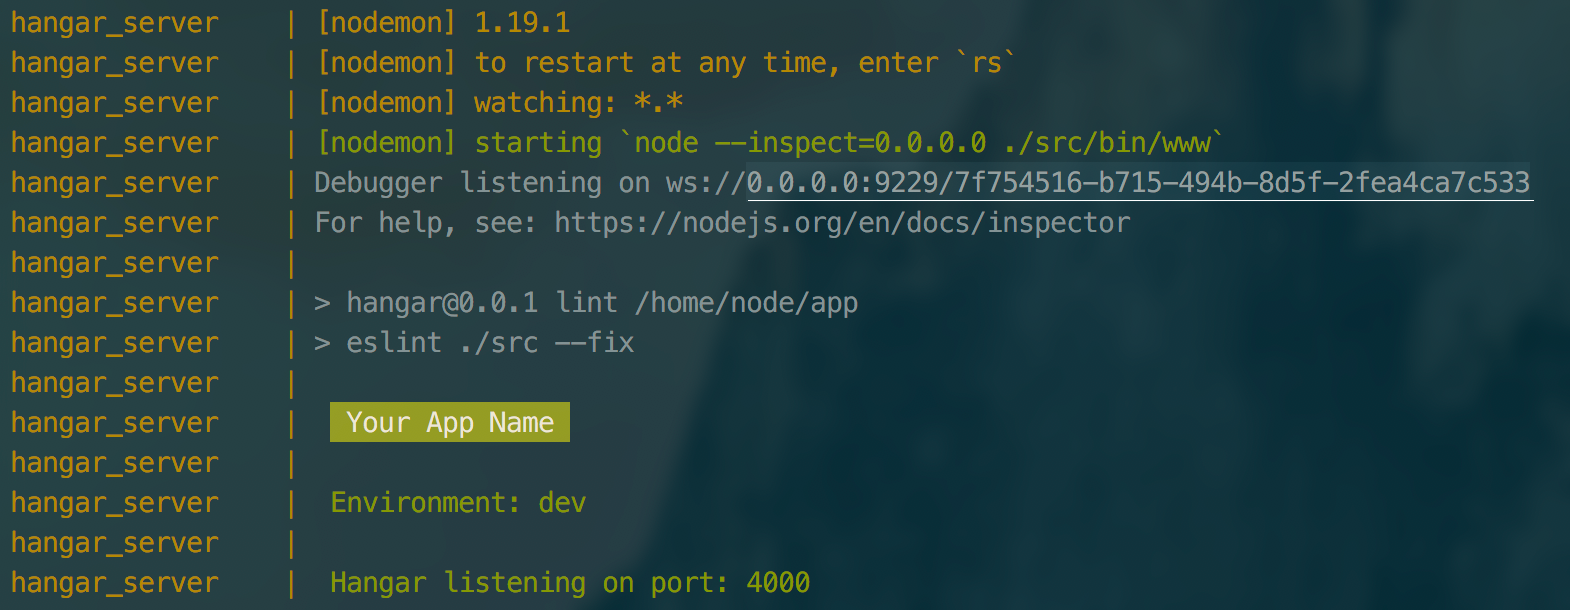 hangar_server | [nodemon] 1.19.1
hangar_server | [nodemon] to restart at any time, enter `rs`
hangar_server | [nodemon] watching: *.*
hangar_server | [nodemon] starting `node --inspect=0.0.0.0 ./src/bin/www`
hangar_server | Debugger listening on ws://0.0.0.0:9229/7f754516-b715-494b-8d5f-2fea4ca7c533
hangar_server | For help, see: https://nodejs.org/en/docs/inspector
hangar_server |
hangar_server | > hangar@0.0.1 lint /home/node/app
hangar_server | > eslint ./src --fix
hangar_server |
hangar_server | Your App Name
hangar_server |
hangar_server | Environment: dev
hangar_server |
hangar_server | Hangar listening on port: 4000